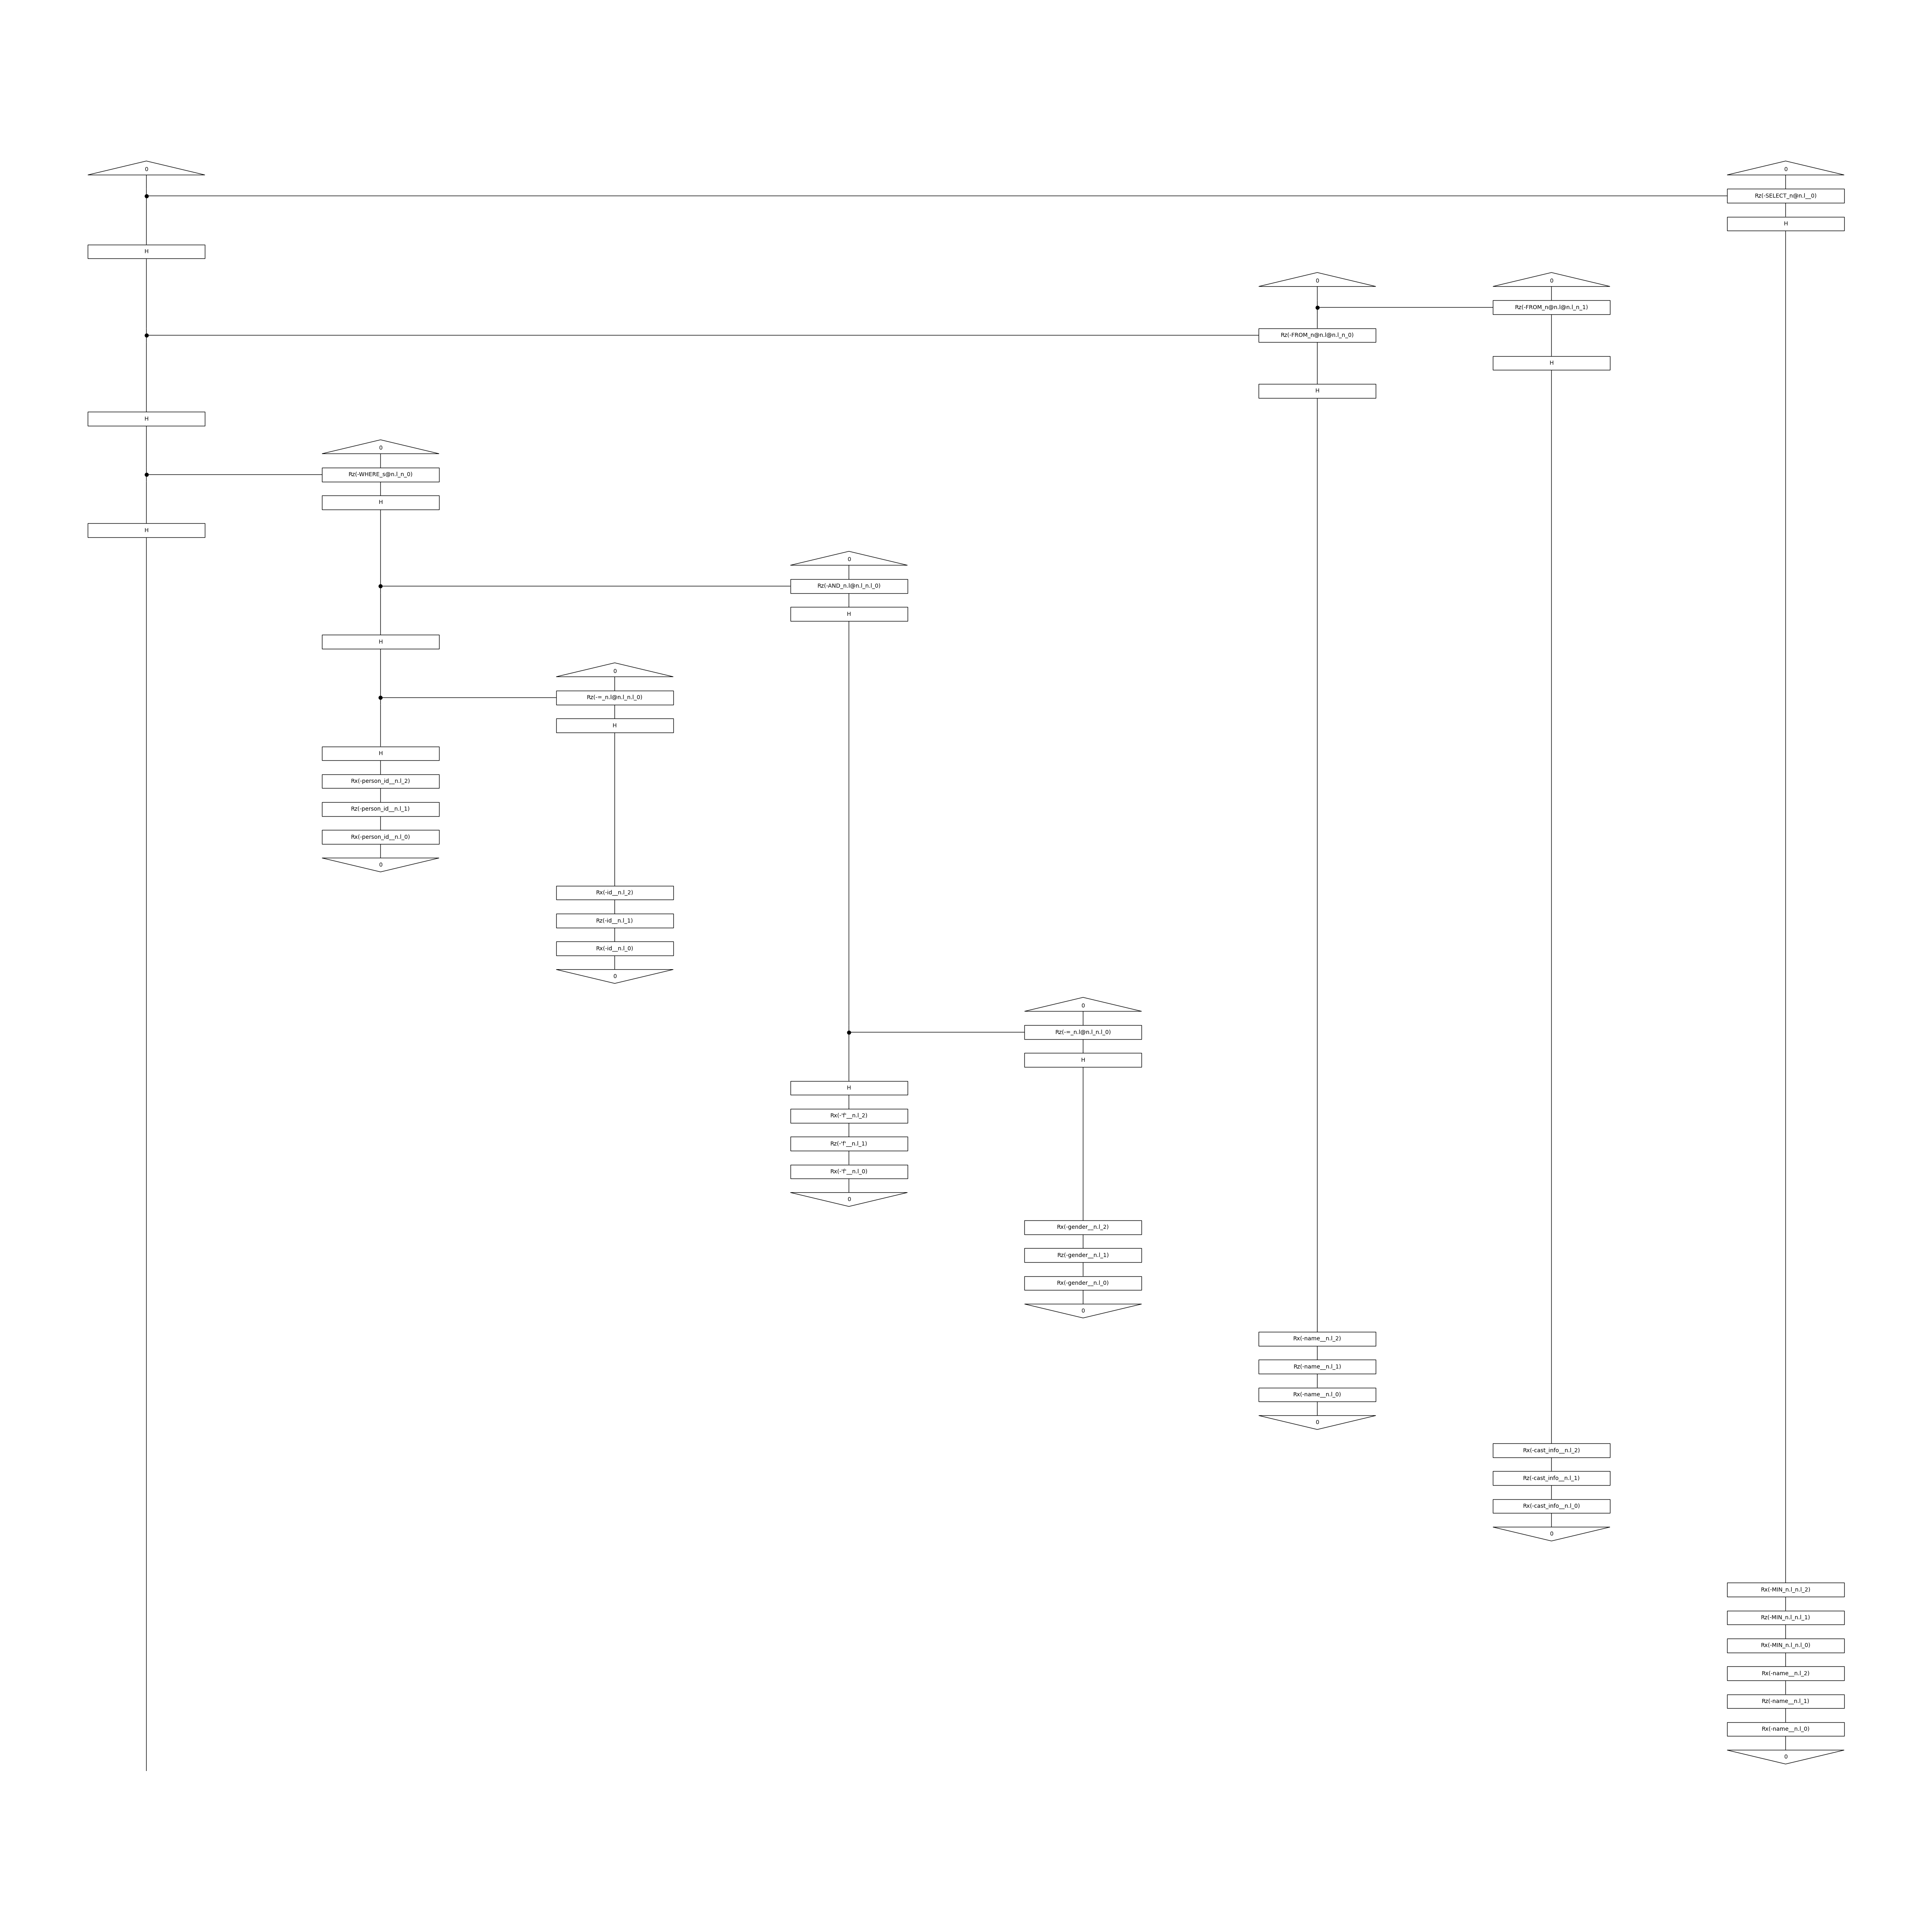 0
0
Rz(-SELECT_n@n.l__0)
H
H
0
0
Rz(-FROM_n@n.l@n.l_n_1)
Rz(-FROM_n@n.l@n.l_n_0)
H
H
H
0
Rz(-WHERE_s@n.l_n_0)
H
H
0
Rz(-AND_n.l@n.l_n.l_0)
H
H
0
Rz(-=_n.l@n.l_n.l_0)
H
H
Rx(-person_id__n.l_2)
Rz(-person_id__n.l_1)
Rx(-person_id__n.l_0)
0
Rx(-id__n.l_2)
Rz(-id__n.l_1)
Rx(-id__n.l_0)
0
0
Rz(-=_n.l@n.l_n.l_0)
H
H
Rx(-'f'__n.l_2)
Rz(-'f'__n.l_1)
Rx(-'f'__n.l_0)
0
Rx(-gender__n.l_2)
Rz(-gender__n.l_1)
Rx(-gender__n.l_0)
0
Rx(-name__n.l_2)
Rz(-name__n.l_1)
Rx(-name__n.l_0)
0
Rx(-cast_info__n.l_2)
Rz(-cast_info__n.l_1)
Rx(-cast_info__n.l_0)
0
Rx(-MIN_n.l_n.l_2)
Rz(-MIN_n.l_n.l_1)
Rx(-MIN_n.l_n.l_0)
Rx(-name__n.l_2)
Rz(-name__n.l_1)
Rx(-name__n.l_0)
0